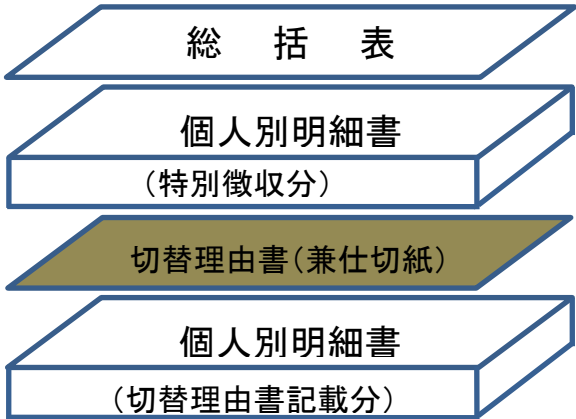 総　括　表
個人別明細書
（特別徴収分）
切替理由書（兼仕切紙）
個人別明細書
（切替理由書記載分）